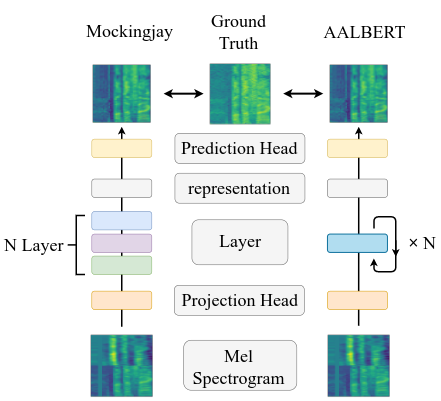 Mockingjay
Ground
Truth
AALBERT
Prediction Head
representation
N Layer
Layer
× N
Projection Head
Mel
Spectrogram